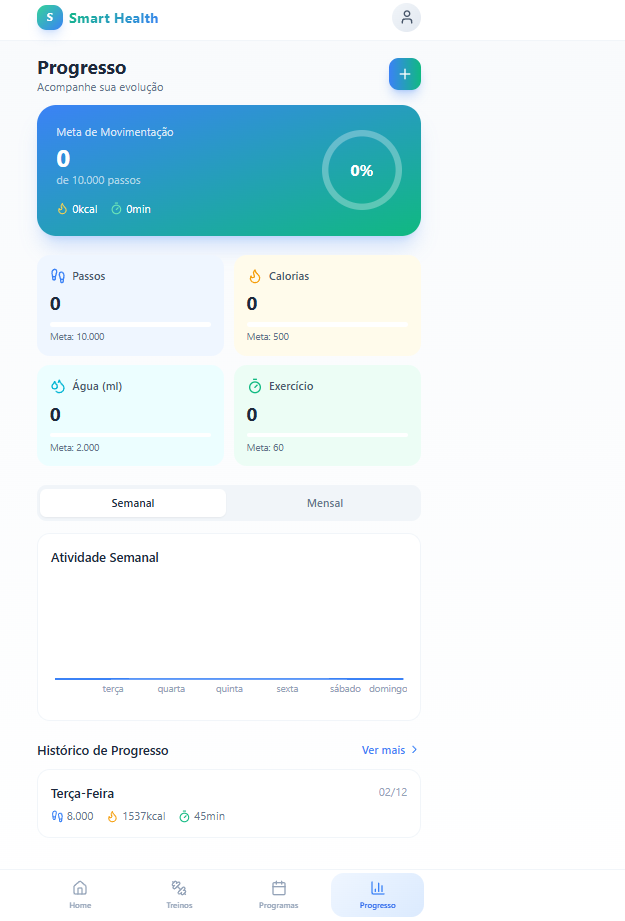 S Smart Health
Progresso
Acompanhe sua evolução
Meta de Movimentação
0
de 10.000 passos
0kcal 0min
0%
Passos
0
Meta: 10.000
Calorias
0
Meta: 500
Água (ml)
0
Meta: 2.000
Exercício
0
Meta: 60
Semanal Mensal
Atividade Semanal
terça quarta quinta sexta sábado domingo
Histórico de Progresso Ver mais
Terça-Feira 02/12
8.000 1537kcal 45min
Home Treinos Programas Progresso